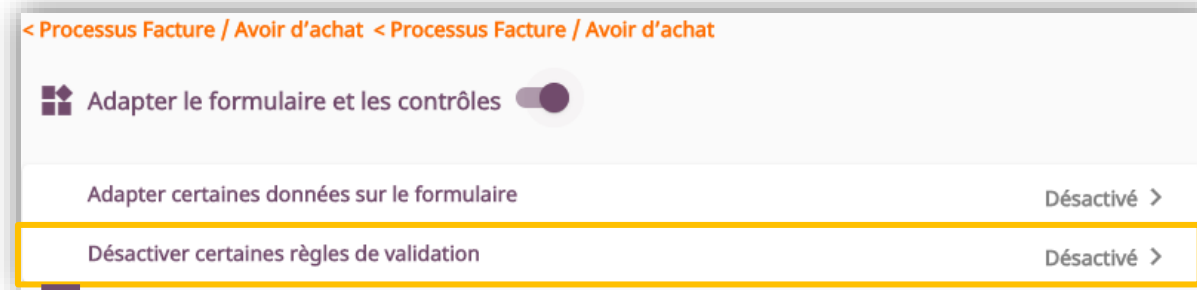 < Processus Facture / Avoir d’achat < Processus Facture / Avoir d’achat
Adapter le formulaire et les contrôles
Adapter certaines données sur le formulaire Désactivé >
Désactiver certaines règles de validation Désactivé >